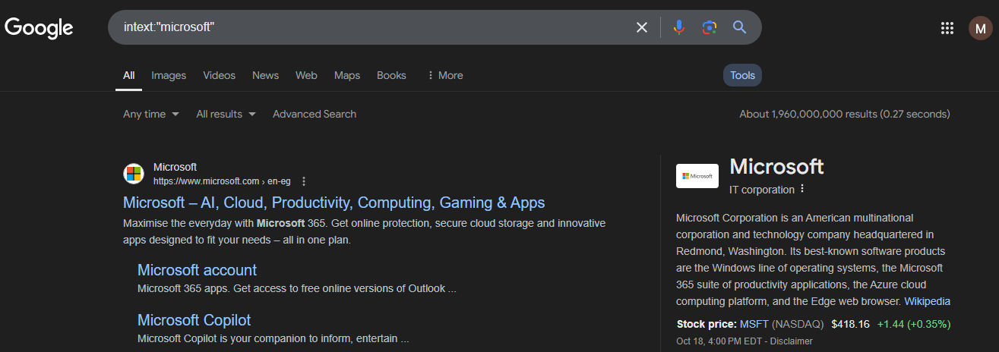 Google
intext:"microsoft"
M
All Images Videos News Web Maps Books More
Tools
Any time All results Advanced Search
About 1,960,000,000 results (0.27 seconds)
Microsoft
https://www.microsoft.com › en-eg
Microsoft – AI, Cloud, Productivity, Computing, Gaming & Apps
Maximise the everyday with Microsoft 365. Get online protection, secure cloud storage and innovative
apps designed to fit your needs – all in one plan.
Microsoft account
Microsoft 365 apps. Get access to free online versions of Outlook ...
Microsoft Copilot
Microsoft Copilot is your companion to inform, entertain ...
Microsoft
Microsoft
IT corporation
Microsoft Corporation is an American multinational
corporation and technology company headquartered in
Redmond, Washington. Its best-known software products
are the Windows line of operating systems, the Microsoft
365 suite of productivity applications, the Azure cloud
computing platform, and the Edge web browser. Wikipedia
Stock price: MSFT (NASDAQ) $418.16 +1.44 (+0.35%)
Oct 18, 4:00 PM EDT - Disclaimer